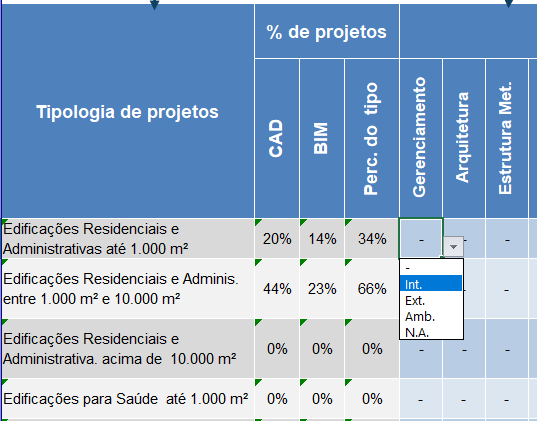 % de projetos
Tipologia de projetos
CAD
BIM
Perc. do tipo
Gerenciamento
Arquitetura
Estrutura Met.
Edificações Residenciais e
Administrativas até 1.000 m²
20% 14% 34% - - -
Edificações Residenciais e Adminis.
entre 1.000 m² e 10.000 m²
44% 23% 66% - -
-
Int.
Ext.
Amb.
N.A.
Edificações Residenciais e
Administrativa. acima de 10.000 m²
0% 0% 0% - - -
Edificações para Saúde até 1.000 m² 0% 0% 0% - - -